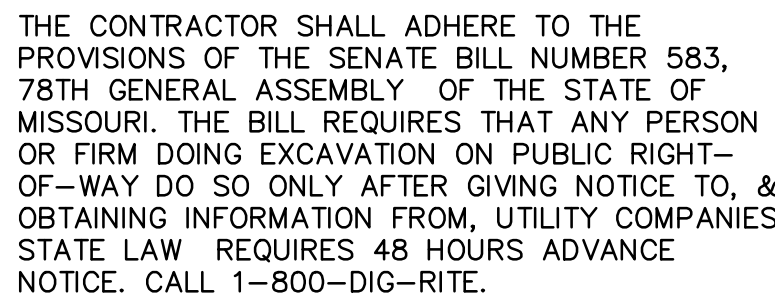 THE CONTRACTOR SHALL ADHERE TO THE
PROVISIONS OF THE SENATE BILL NUMBER 583,
78TH GENERAL ASSEMBLY  OF THE STATE OF
MISSOURI. THE BILL REQUIRES THAT ANY PERSON
OR FIRM DOING EXCAVATION ON PUBLIC RIGHT–
OF–WAY DO SO ONLY AFTER GIVING NOTICE TO, &
OBTAINING INFORMATION FROM, UTILITY COMPANIES
STATE LAW  REQUIRES 48 HOURS ADVANCE
NOTICE. CALL 1–800–DIG–RITE.